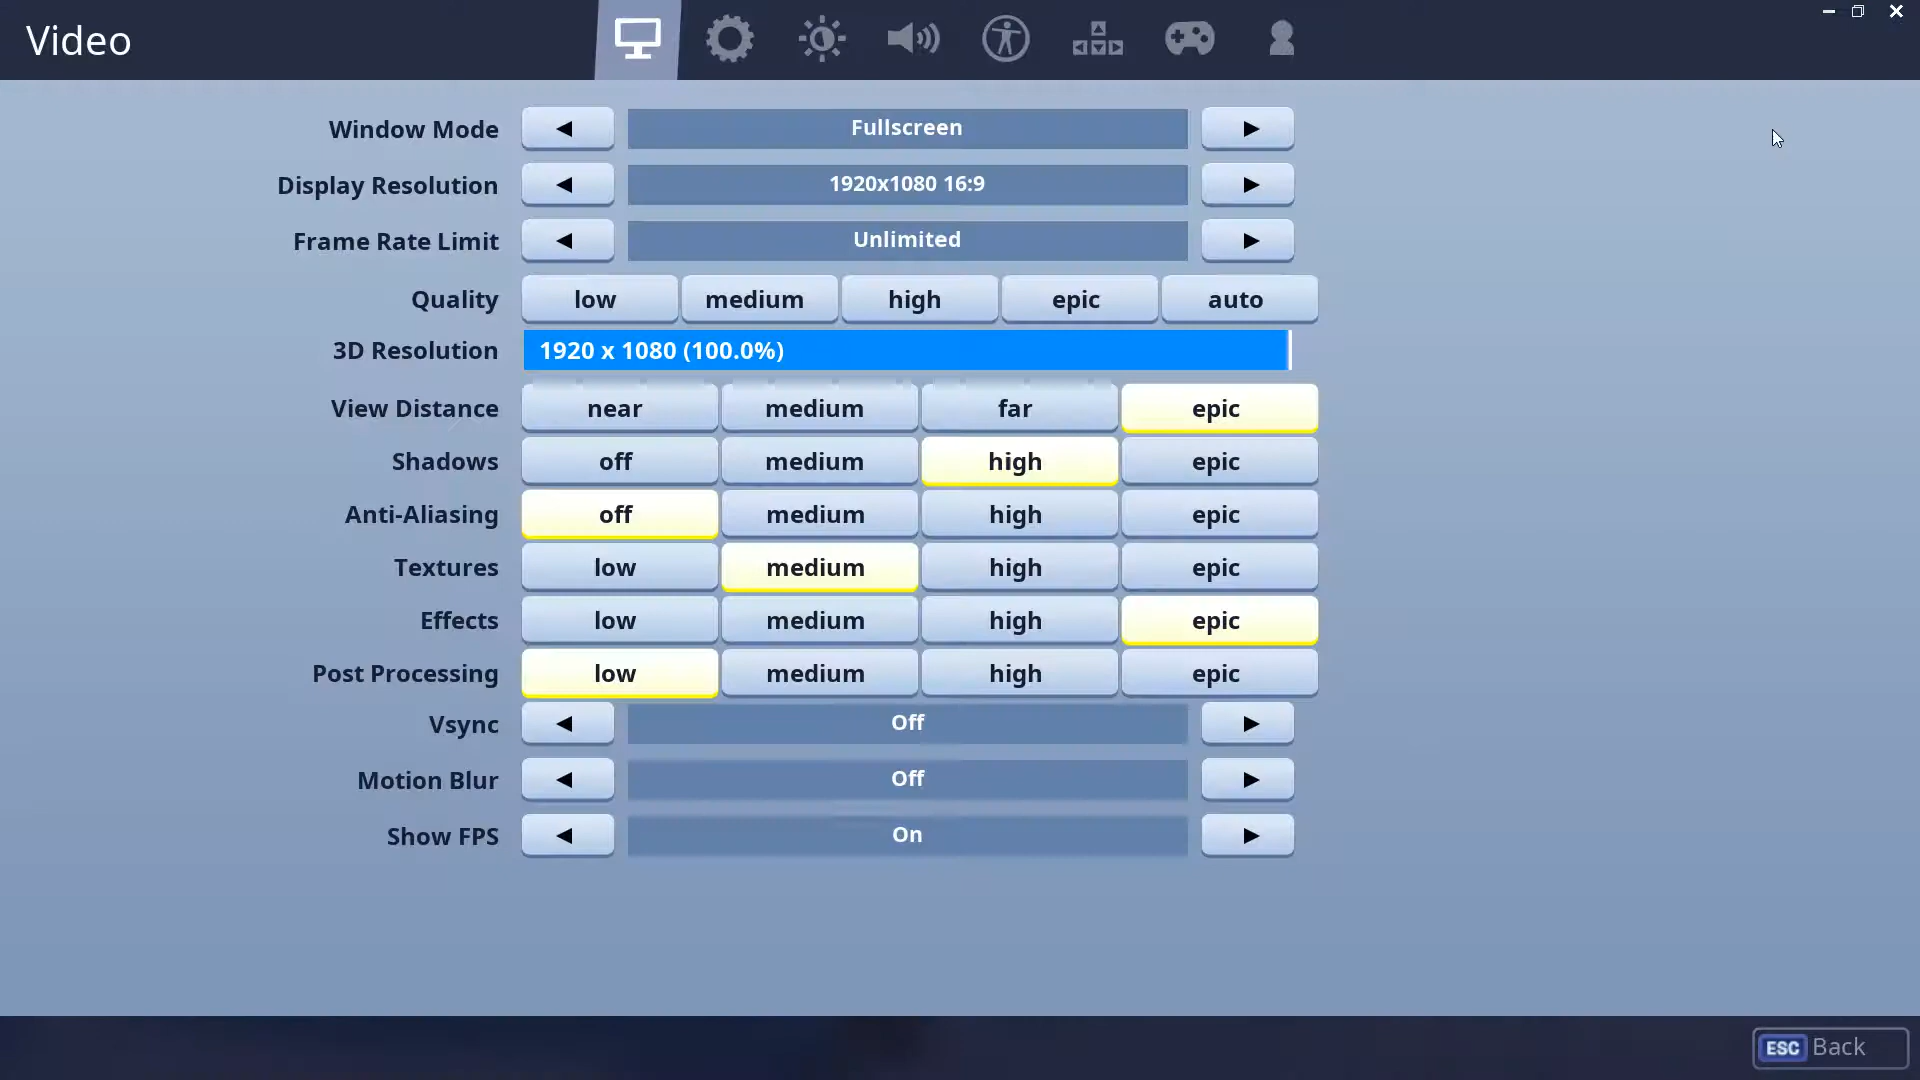 Video
Window Mode Fullscreen
Display Resolution 1920x1080 16:9
Frame Rate Limit Unlimited
Quality low medium high epic auto
3D Resolution 1920 x 1080 (100.0%)
View Distance near medium far epic
Shadows off medium high epic
Anti-Aliasing off medium high epic
Textures low medium high epic
Effects low medium high epic
Post Processing low medium high epic
Vsync Off
Motion Blur Off
Show FPS On
ESC Back